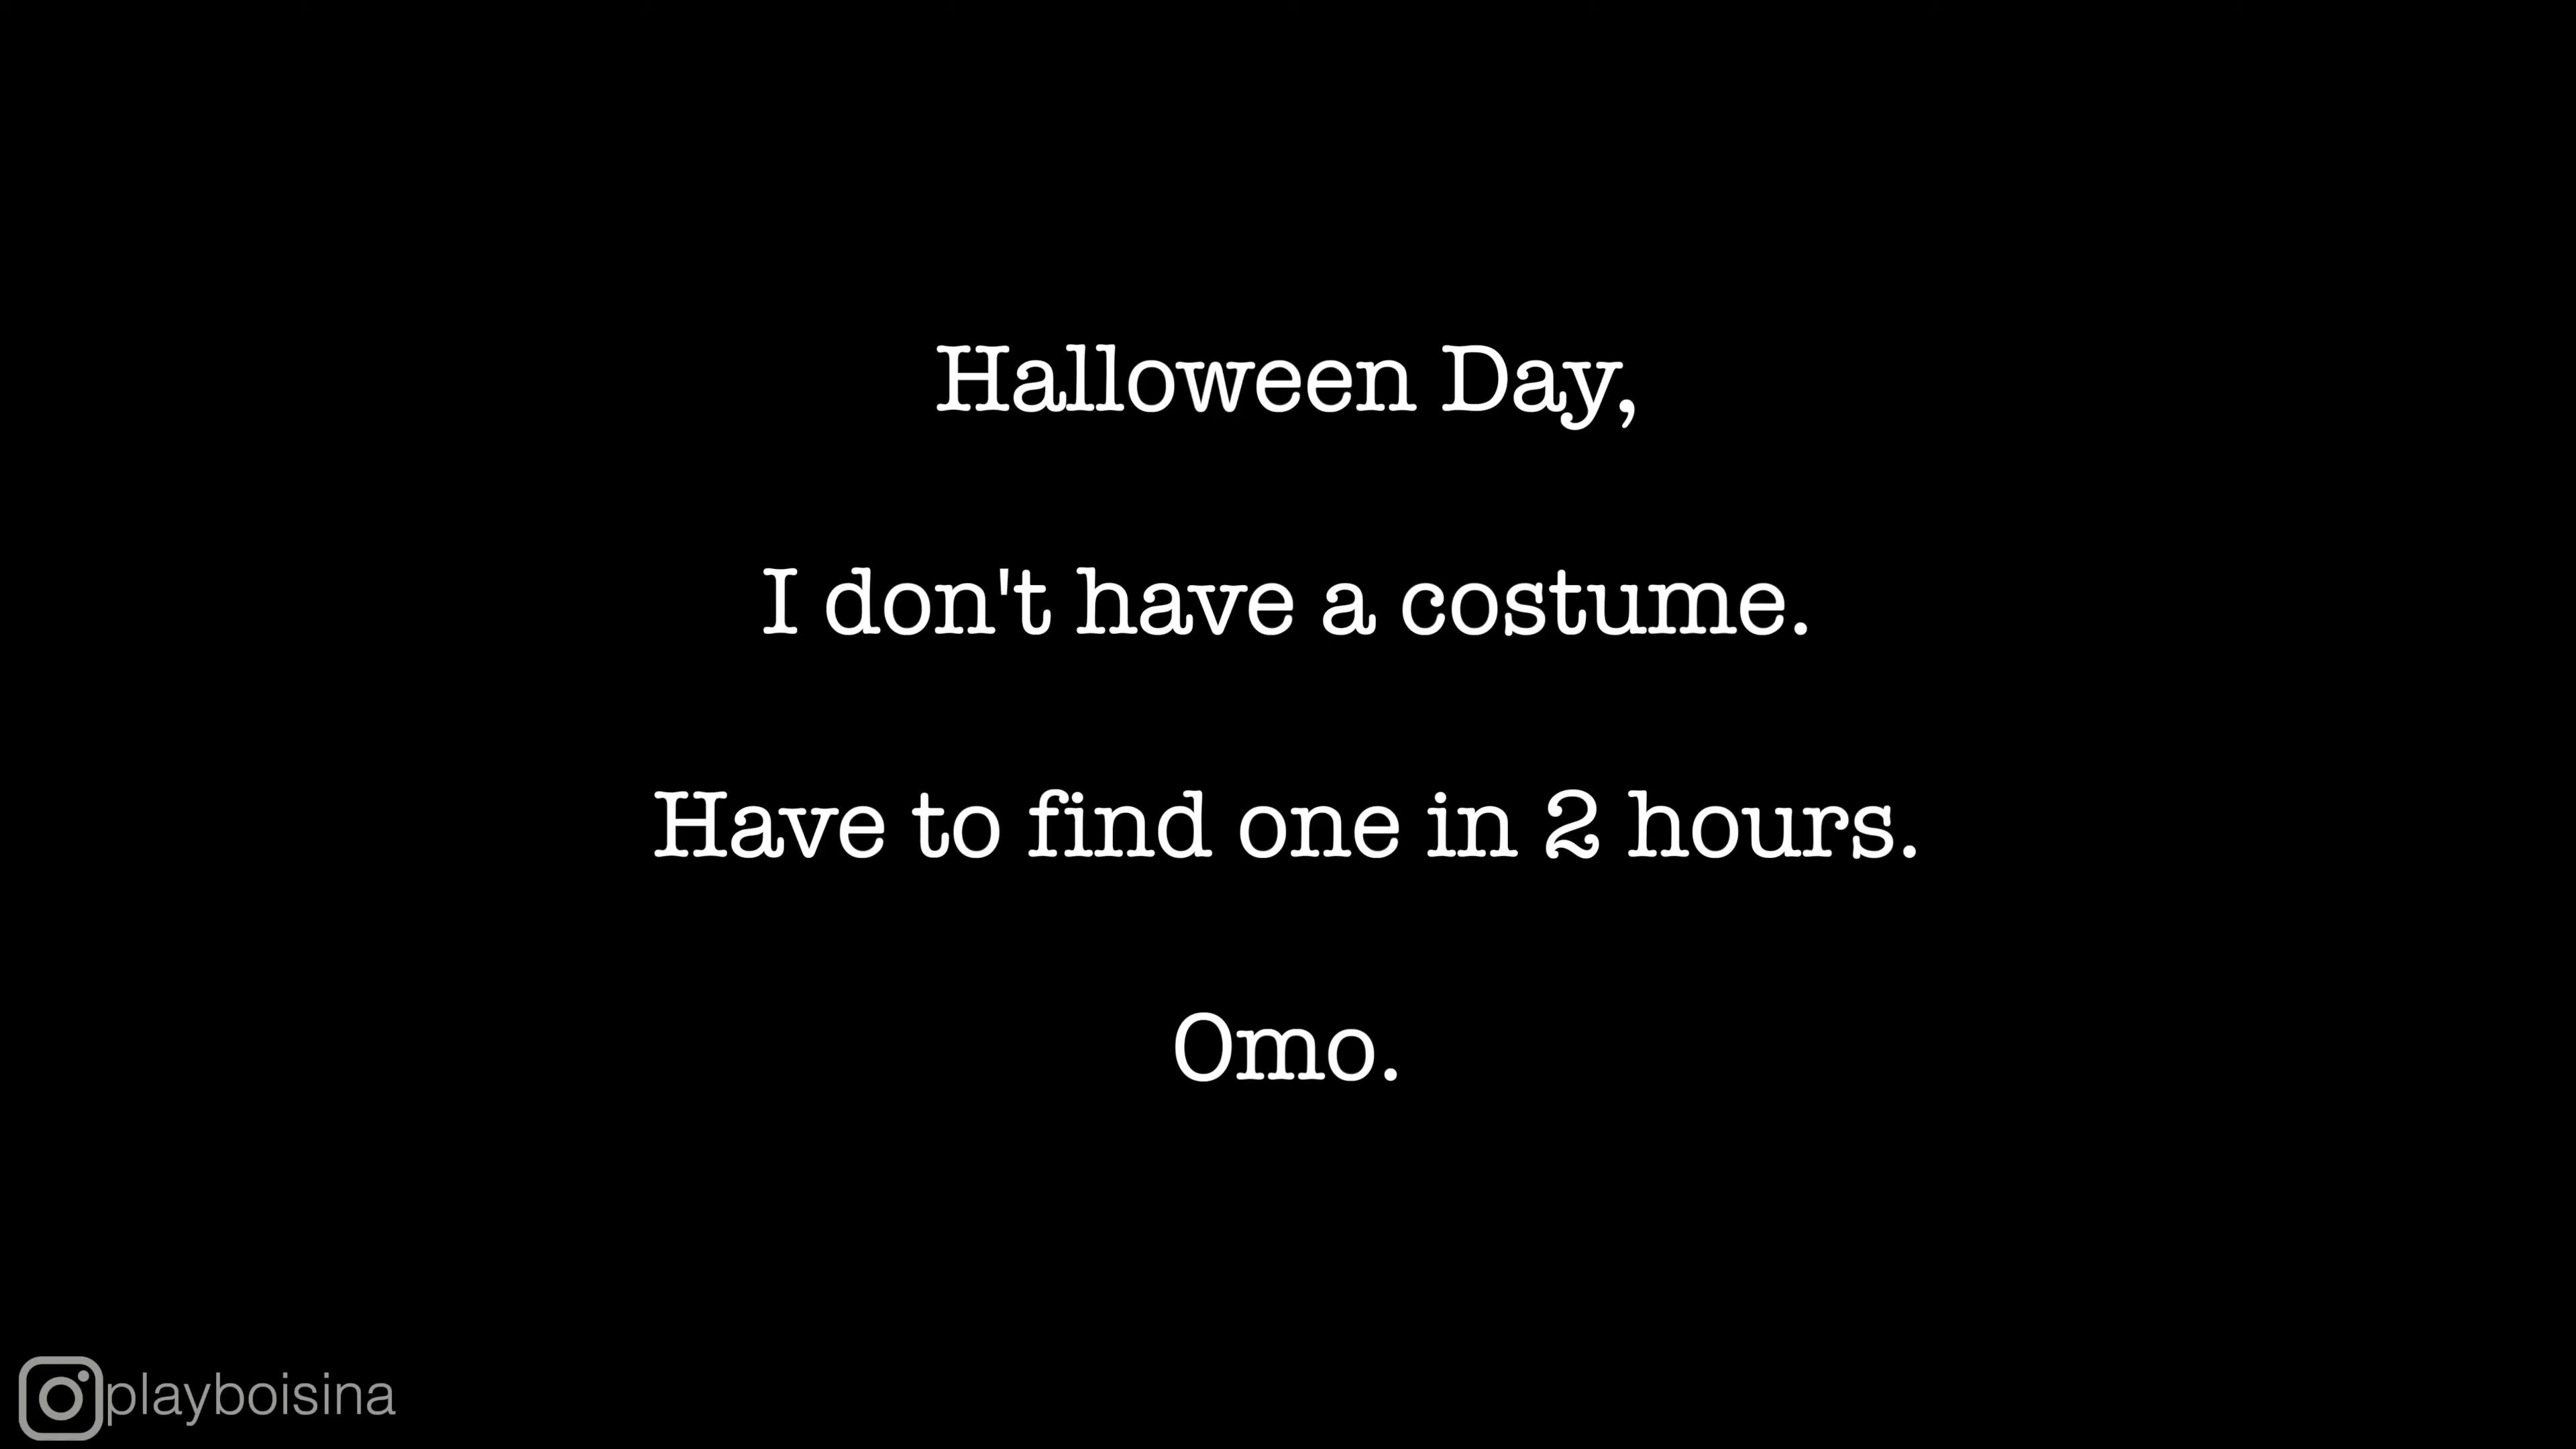 Halloween Day,
I don't have a costume.
Have to find one in 2 hours.
Omo.
playboisina